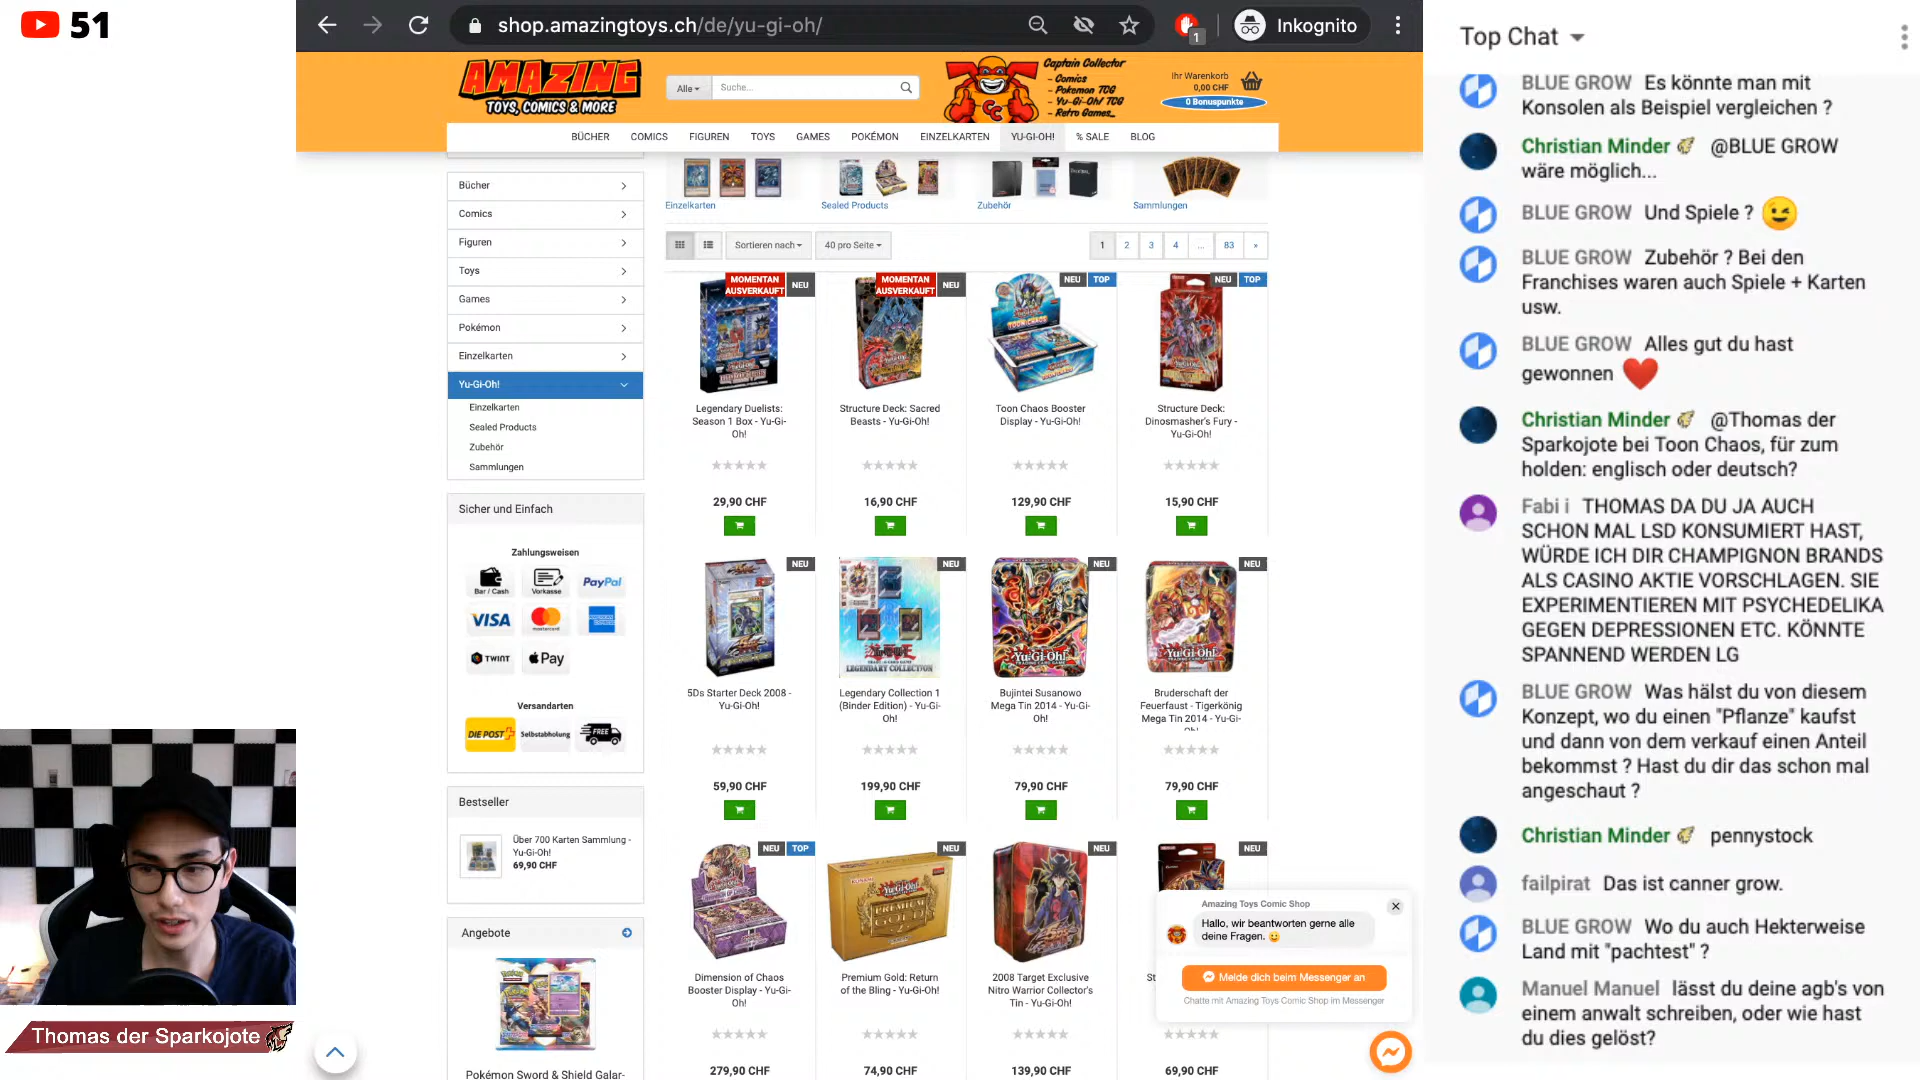 51
shop.amazingtoys.ch/de/yu-gi-oh/
1
Inkognito
AMAZING
TOYS, COMICS & MORE
Alle
Suche...
Captain Collector
- Comics
- Pokemon TCG
- Yu-Gi-Oh! TCG
- Retro Games
CC
Ihr Warenkorb
0,00 CHF
0 Bonuspunkte
BÜCHER COMICS FIGUREN TOYS GAMES POKÉMON EINZELKARTEN YU-GI-OH! % SALE BLOG
Bücher
Comics
Figuren
Toys
Games
Pokémon
Einzelkarten
Yu-Gi-Oh!
Einzelkarten
Sealed Products
Zubehör
Sammlungen
Sicher und Einfach
Zahlungsweisen
Bar / Cash
Vorkasse
PayPal
VISA
mastercard
TWINT
Pay
Versandarten
DIE POST
Selbstabholung
FREE
Bestseller
Über 700 Karten Sammlung -
Yu-Gi-Oh!
69,90 CHF
Angebote
Pokémon Sword & Shield Galar-
Einzelkarten
Sealed Products
Zubehör
Sammlungen
Sortieren nach
40 pro Seite
1 2 3 4 ... 83 »
MOMENTAN
AUSVERKAUFT
NEU
MOMENTAN
AUSVERKAUFT
NEU
NEU TOP
NEU TOP
Legendary Duelists:
Season 1 Box - Yu-Gi-
Oh!
29,90 CHF
Structure Deck: Sacred
Beasts - Yu-Gi-Oh!
16,90 CHF
Toon Chaos Booster
Display - Yu-Gi-Oh!
129,90 CHF
Structure Deck:
Dinosmasher's Fury -
Yu-Gi-Oh!
15,90 CHF
NEU
NEU
NEU
NEU
LEGENDARY COLLECTION
Yu-Gi-Oh!
Yu-Gi-Oh!
5Ds Starter Deck 2008 -
Yu-Gi-Oh!
59,90 CHF
Legendary Collection 1
(Binder Edition) - Yu-Gi-
Oh!
199,90 CHF
Bujintei Susanowo
Mega Tin 2014 - Yu-Gi-
Oh!
79,90 CHF
Bruderschaft der
Feuerfaust - Tigerkönig
Mega Tin 2014 - Yu-Gi-
Oh!
79,90 CHF
NEU TOP
NEU
NEU
NEU
Yu-Gi-Oh!
PREMIUM
GOLD
Dimension of Chaos
Booster Display - Yu-Gi-
Oh!
279,90 CHF
Premium Gold: Return
of the Bling - Yu-Gi-Oh!
74,90 CHF
2008 Target Exclusive
Nitro Warrior Collector's
Tin - Yu-Gi-Oh!
139,90 CHF
St
69,90 CHF
Amazing Toys Comic Shop
Hallo, wir beantworten gerne alle
deine Fragen.
Melde dich beim Messenger an
Chatte mit Amazing Toys Comic Shop im Messenger
Thomas der Sparkojote
Top Chat
BLUE GROW Es könnte man mit
Konsolen als Beispiel vergleichen ?
Christian Minder @BLUE GROW
wäre möglich...
BLUE GROW Und Spiele ?
BLUE GROW Zubehör ? Bei den
Franchises waren auch Spiele + Karten
usw.
BLUE GROW Alles gut du hast
gewonnen
Christian Minder @Thomas der
Sparkojote bei Toon Chaos, für zum
holden: englisch oder deutsch?
Fabi i THOMAS DA DU JA AUCH
SCHON MAL LSD KONSUMIERT HAST,
WÜRDE ICH DIR CHAMPIGNON BRANDS
ALS CASINO AKTIE VORSCHLAGEN. SIE
EXPERIMENTIEREN MIT PSYCHEDELIKA
GEGEN DEPRESSIONEN ETC. KÖNNTE
SPANNEND WERDEN LG
BLUE GROW Was hälst du von diesem
Konzept, wo du einen "Pflanze" kaufst
und dann von dem verkauf einen Anteil
bekommst ? Hast du dir das schon mal
angeschaut ?
Christian Minder pennystock
failpirat Das ist canner grow.
BLUE GROW Wo du auch Hekterweise
Land mit "pachtest" ?
Manuel Manuel lässt du deine agb's von
einem anwalt schreiben, oder wie hast
du dies gelöst?